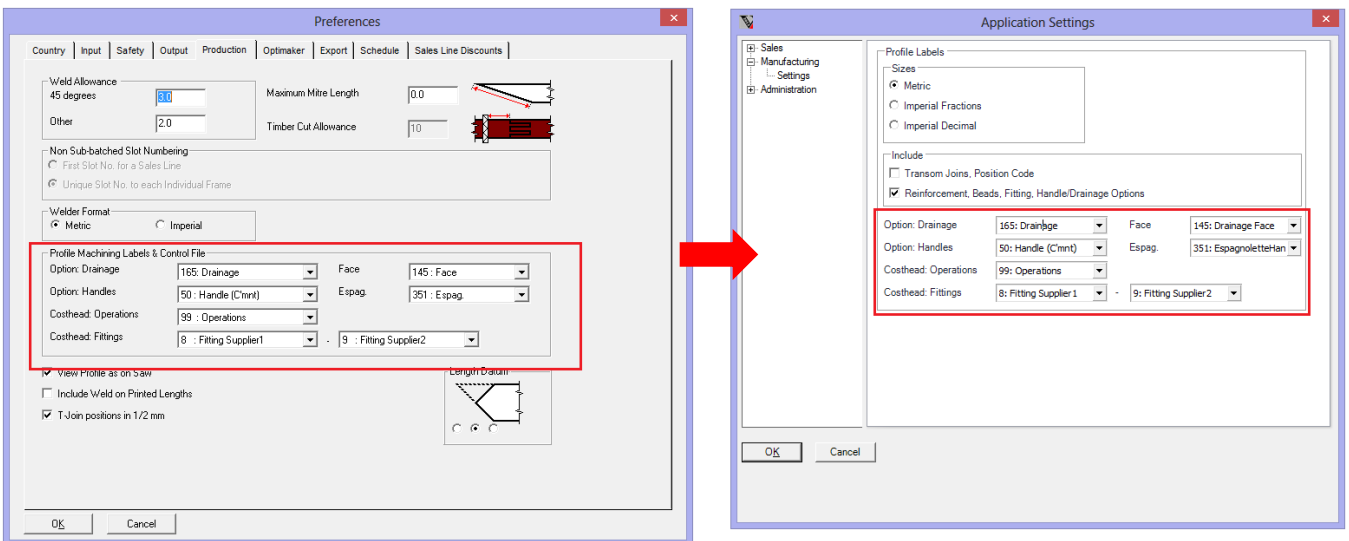 Preferences
Country Input Safety Output Production Optimaker Export Schedule Sales Line Discounts
Weld Allowance
45 degrees 3.0 Maximum Mitre Length 0.0
Other 2.0 Timber Cut Allowance 10
Non Sub-batched Slot Numbering
First Slot No. for a Sales Line
Unique Slot No. to each Individual Frame
Welder Format
Metric Imperial
Profile Machining Labels & Control File
Option: Drainage 165: Drainage Face 145 : Face
Option: Handles 50 : Handle (C'mnt) Espag. 351 : Espag.
Costhead: Operations 99 : Operations
Costhead: Fittings 8 : Fitting Supplier1 - 9 : Fitting Supplier2
View Profile as on Saw Length Datum
Include Weld on Printed Lengths
T-Join positions in 1/2 mm
OK Cancel
Application Settings
Sales
Manufacturing
Settings
Administration
Profile Labels
Sizes
Metric
Imperial Fractions
Imperial Decimal
Include
Transom Joins, Position Code
Reinforcement, Beads, Fitting, Handle/Drainage Options
Option: Drainage 165: Drainage Face 145: Drainage Face
Option: Handles 50: Handle (C'mnt) Espag. 351: EspagnoletteHan
Costhead: Operations 99: Operations
Costhead: Fittings 8: Fitting Supplier1 - 9: Fitting Supplier2
OK Cancel